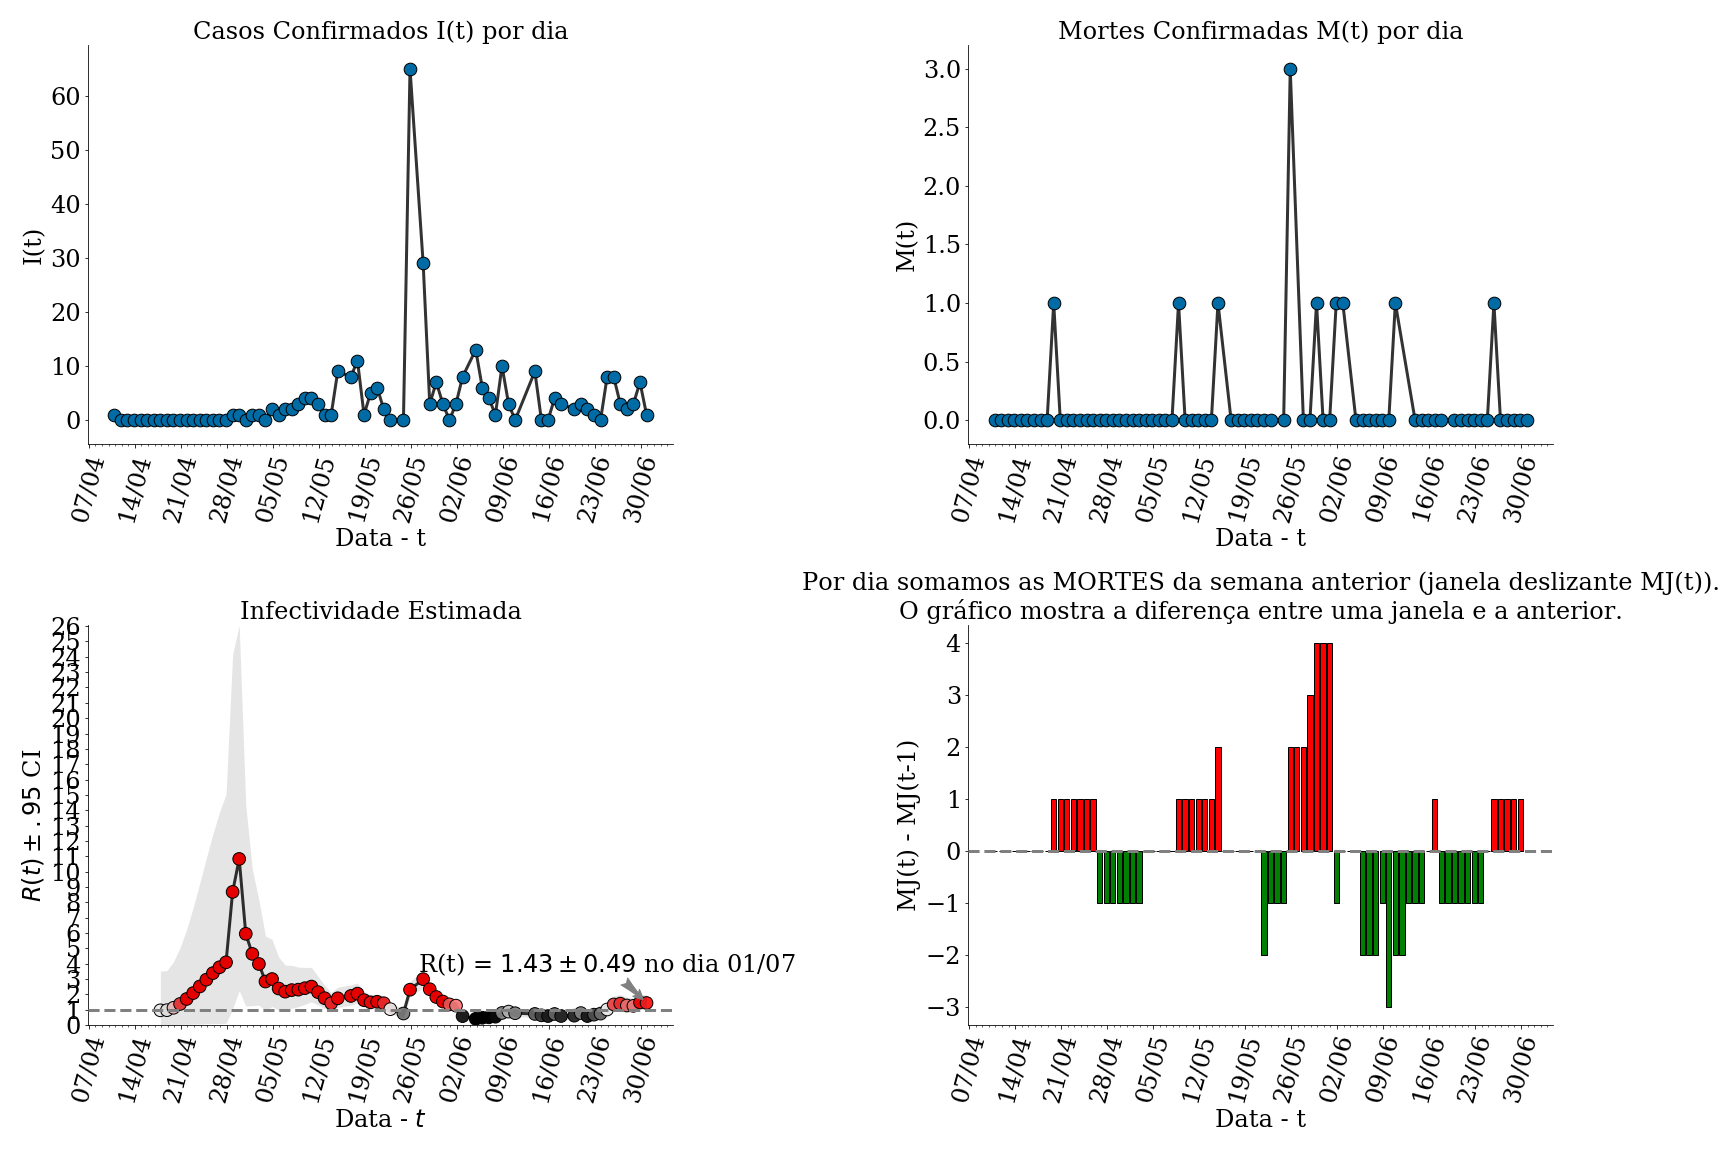 Casos Confirmados I(t) por dia
I(t)
60
50
40
30
20
10
0
07/04 14/04 21/04 28/04 05/05 12/05 19/05 26/05 02/06 09/06 16/06 23/06 30/06
Data - t
Mortes Confirmadas M(t) por dia
M(t)
3.0
2.5
2.0
1.5
1.0
0.5
0.0
07/04 14/04 21/04 28/04 05/05 12/05 19/05 26/05 02/06 09/06 16/06 23/06 30/06
Data - t
Infectividade Estimada
R(t) ± .95 CI
26
25
24
23
22
21
20
19
18
17
16
15
14
13
12
11
10
9
8
7
6
5
4
3
2
1
0
R(t) = 1.43 ± 0.49 no dia 01/07
07/04 14/04 21/04 28/04 05/05 12/05 19/05 26/05 02/06 09/06 16/06 23/06 30/06
Data - t
Por dia somamos as MORTES da semana anterior (janela deslizante MJ(t)).
O gráfico mostra a diferença entre uma janela e a anterior.
MJ(t) - MJ(t-1)
4
3
2
1
0
−1
−2
−3
07/04 14/04 21/04 28/04 05/05 12/05 19/05 26/05 02/06 09/06 16/06 23/06 30/06
Data - t